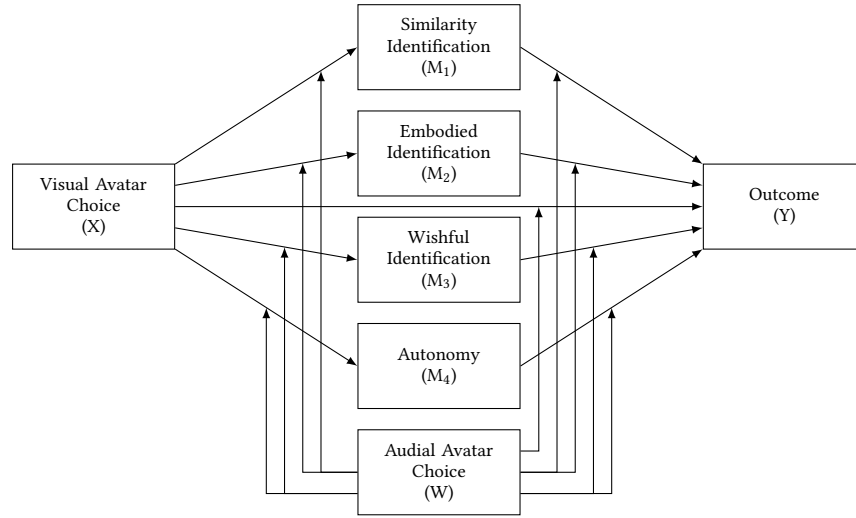 Similarity
Identification
(M₁)
Embodied
Identification
(M₂)
Visual Avatar
Choice
(X)
Outcome
(Y)
Wishful
Identification
(M₃)
Autonomy
(M₄)
Audial Avatar
Choice
(W)